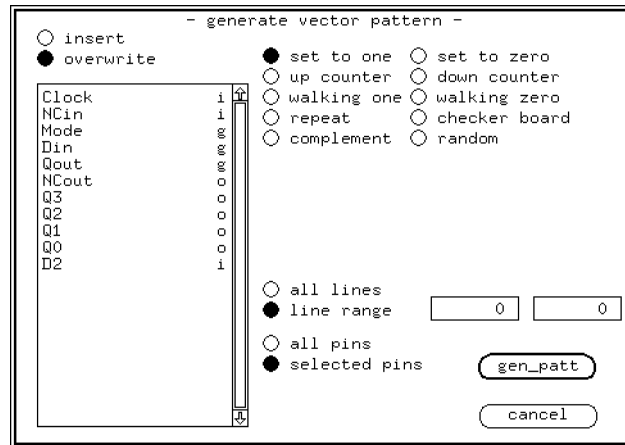 - generate vector pattern -
insert
overwrite
Clock i
NCin i
Mode g
Din g
Qout g
NCout o
Q3 o
Q2 o
Q1 o
Q0 o
D2 i
set to one set to zero
up counter down counter
walking one walking zero
repeat checker board
complement random
all lines
line range 0 0
all pins
selected pins
gen_patt
cancel